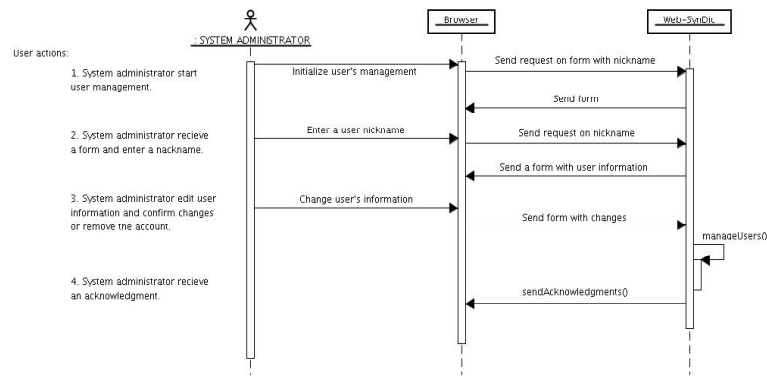 Browser
Web-SynDic
: SYSTEM ADMINISTRATOR
User actions:
Send request on form with nickname
Initialize user's management
1. System administrator start
user management.
Send form
Enter a user nickname
Send request on nickname
2. System administrator recieve
a form and enter a nackname.
Send a form with user information
3. System administrator edit user
information and confirm changes
or remove the account.
Change user's information
Send form with changes
manageUsers()
4. System administrator recieve
an acknowledgment.
sendAcknowledgments()